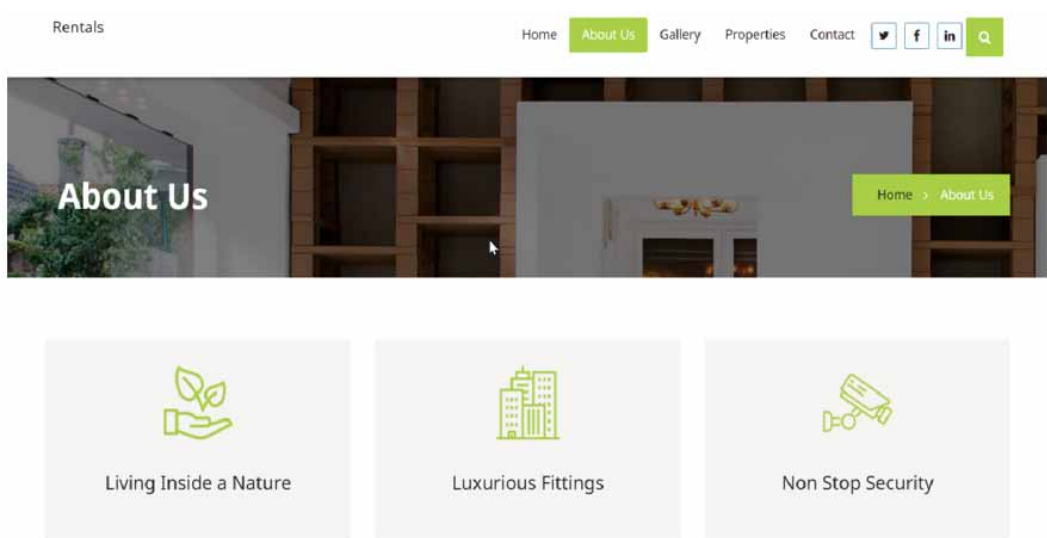 Rentals
Home About Us Gallery Properties Contact
About Us
Home > About Us
Living Inside a Nature
Luxurious Fittings
Non Stop Security